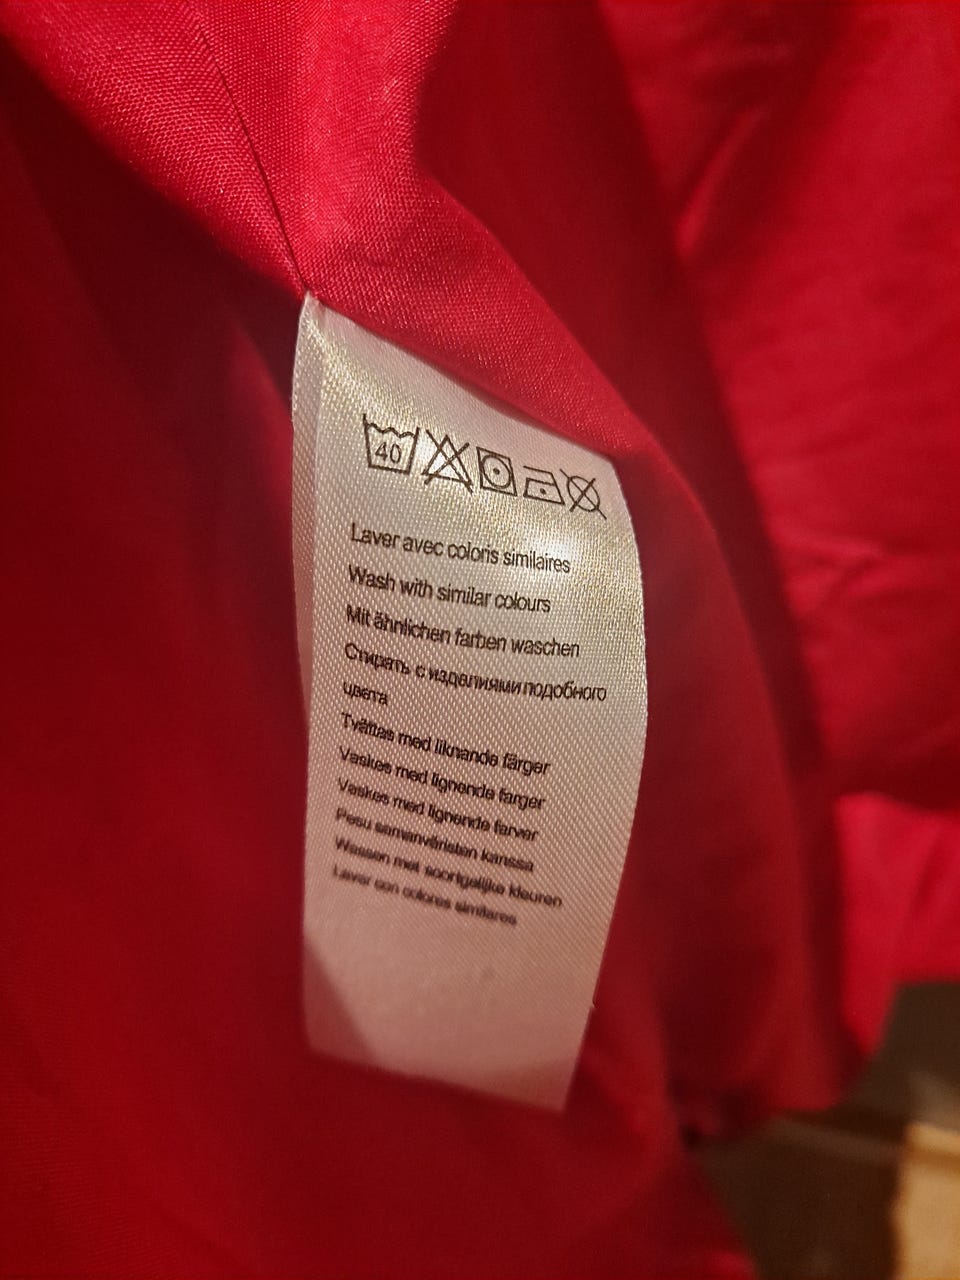 40
Laver avec coloris similaires
Wash with similar colours
Mit ähnlichen farben waschen
Стирать с изделиями подобного
цвета
Tvättas med liknande färger
Vaskes med lignende farger
Vaskes med lignende farver
Pesu samanväristen kanssa
Wassen met soortgelijke kleuren
Lavar con colores similares